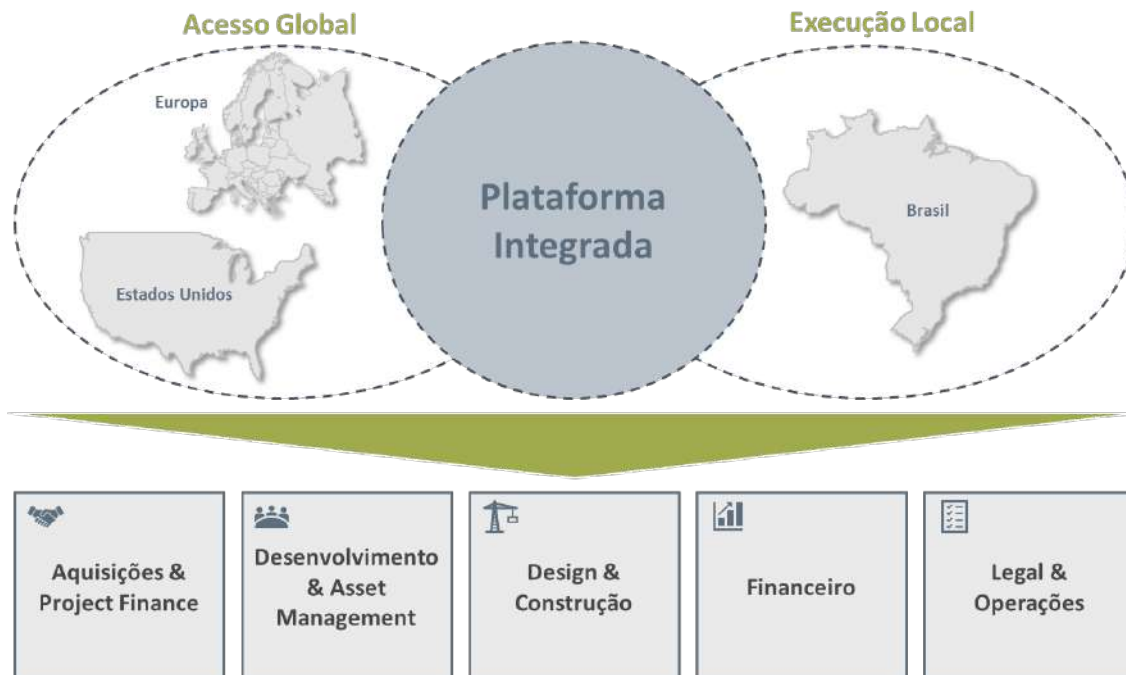 Acesso Global
Execução Local
Europa
Estados Unidos
Plataforma
Integrada
Brasil
Aquisições &
Project Finance
Desenvolvimento
& Asset
Management
Design &
Construção
Financeiro
Legal &
Operações